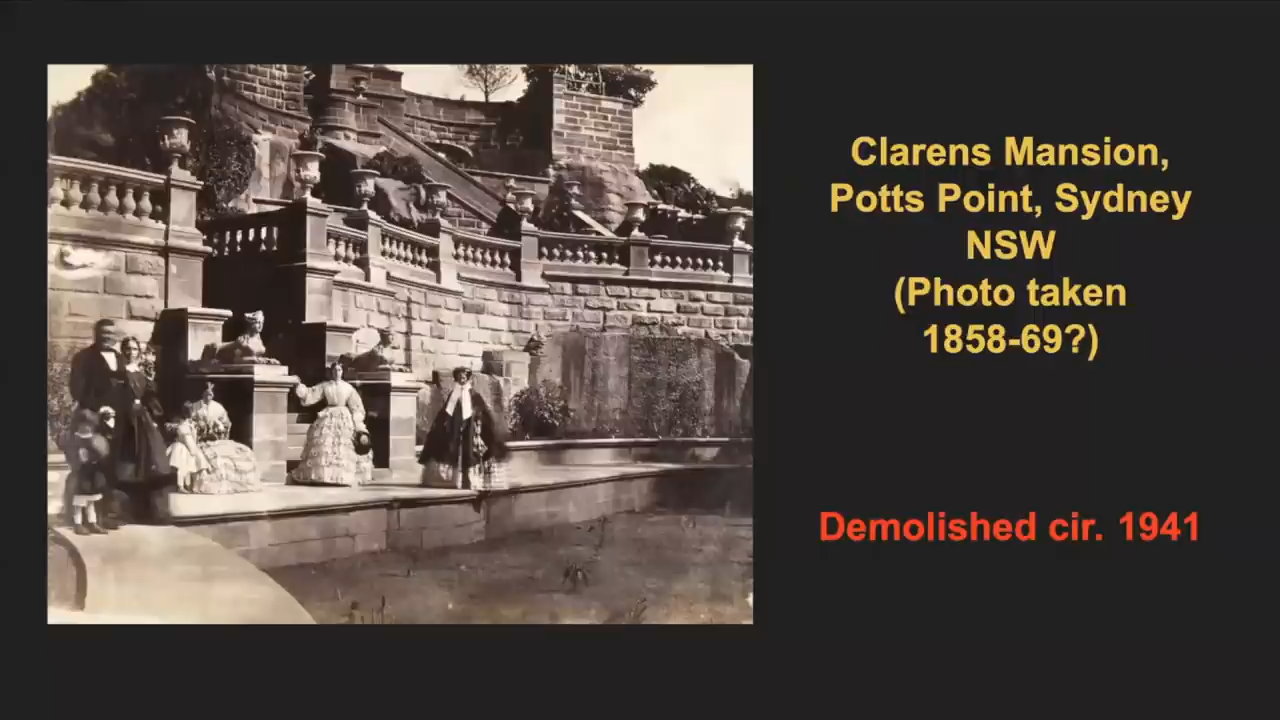 Clarens Mansion,
Potts Point, Sydney
NSW
(Photo taken
1858-69?)
Demolished cir. 1941